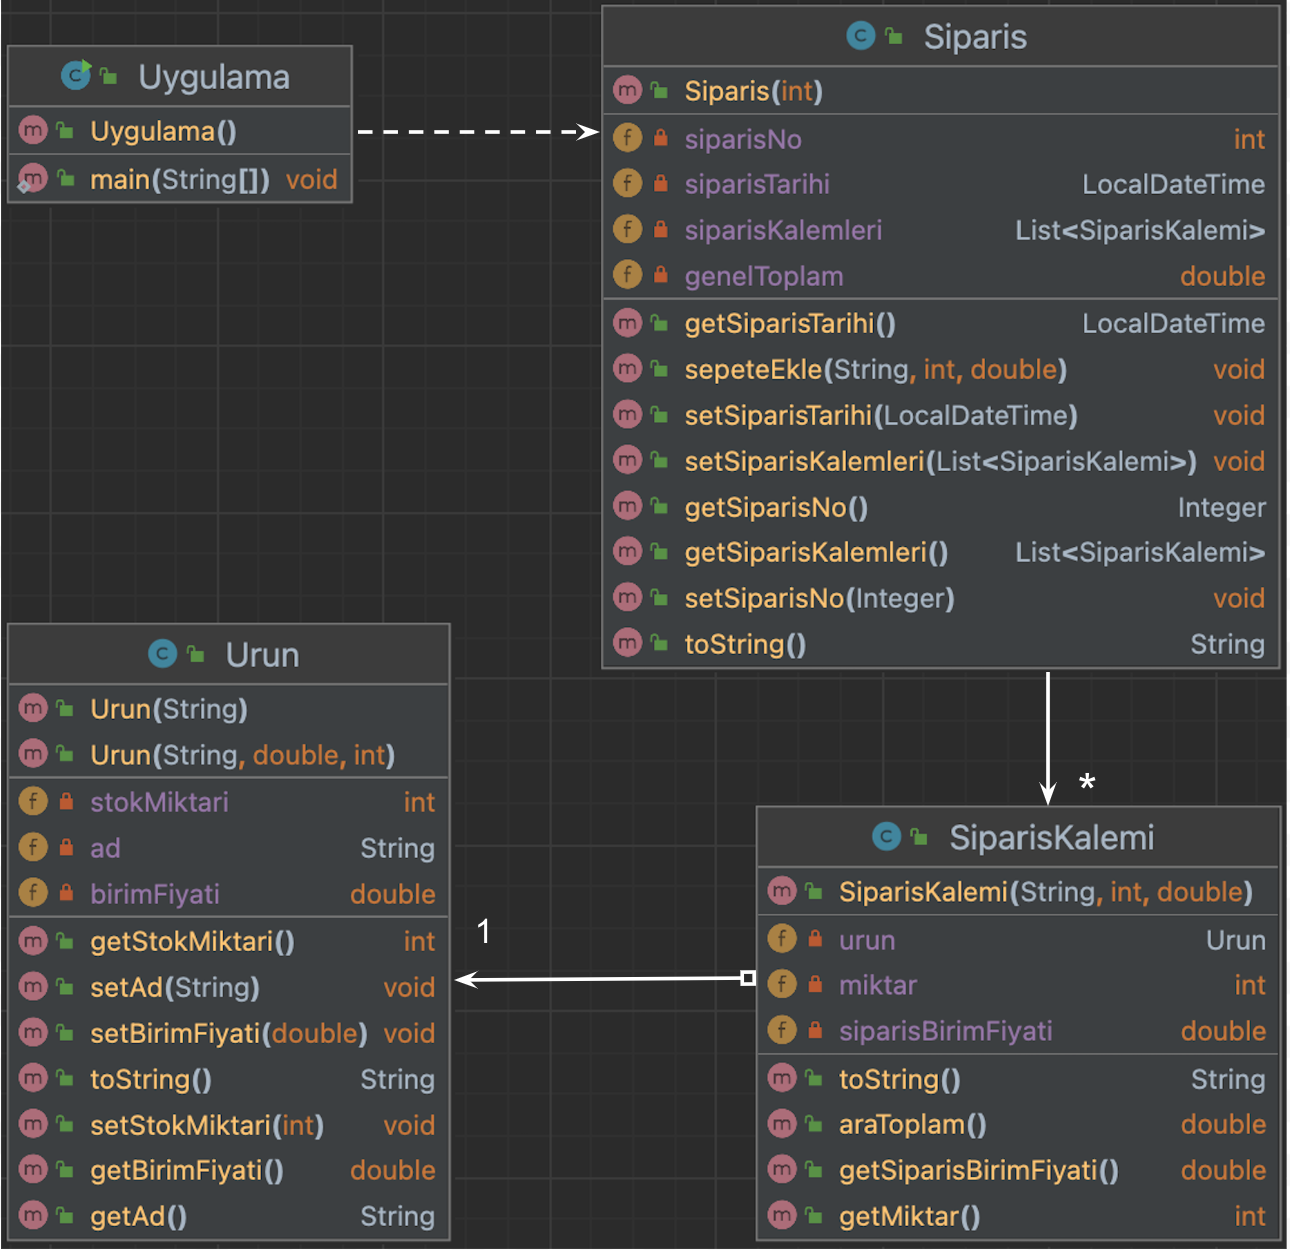 Uygulama
Uygulama()
main(String[]) void
Siparis
Siparis(int)
siparisNo int
siparisTarihi LocalDateTime
siparisKalemleri List<SiparisKalemi>
genelToplam double
getSiparisTarihi() LocalDateTime
sepeteEkle(String, int, double) void
setSiparisTarihi(LocalDateTime) void
setSiparisKalemleri(List<SiparisKalemi>) void
getSiparisNo() Integer
getSiparisKalemleri() List<SiparisKalemi>
setSiparisNo(Integer) void
toString() String
Urun
Urun(String)
Urun(String, double, int)
stokMiktari int
ad String
birimFiyati double
getStokMiktari() int
setAd(String) void
setBirimFiyati(double) void
toString() String
setStokMiktari(int) void
getBirimFiyati() double
getAd() String
1
*
SiparisKalemi
SiparisKalemi(String, int, double)
urun Urun
miktar int
siparisBirimFiyati double
toString() String
araToplam() double
getSiparisBirimFiyati() double
getMiktar() int